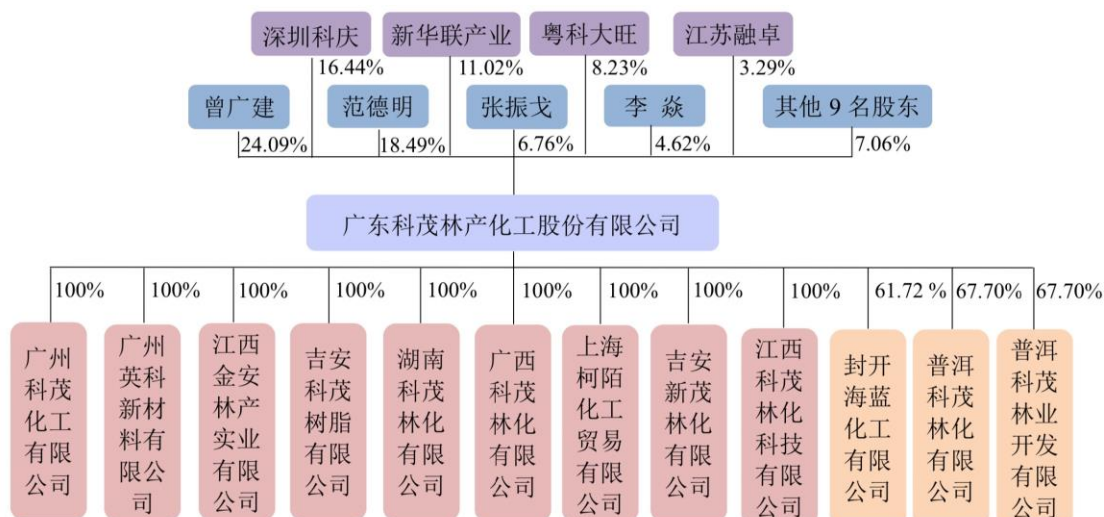 深圳科庆
新华联产业
粤科大旺
江苏融卓
16.44%
11.02%
8.23%
3.29%
曾广建
范德明
张振戈
李 焱
其他 9 名股东
24.09%
18.49%
6.76%
4.62%
7.06%
广东科茂林产化工股份有限公司
100%
100%
100%
100%
100%
100%
100%
100%
100%
61.72 %
67.70%
67.70%
广州
科茂
化工
有限
公司
广州
英科
新材
料有
限公
司
江西
金安
林产
实业
有限
公司
吉安
科茂
树脂
有限
公司
湖南
科茂
林化
有限
公司
广西
科茂
林化
有限
公司
上海
柯陌
化工
贸易
有限
公司
吉安
新茂
林化
有限
公司
江西
科茂
林化
科技
有限
公司
封开
海蓝
化工
有限
公司
普洱
科茂
林化
有限
公司
普洱
科茂
林业
开发
有限
公司